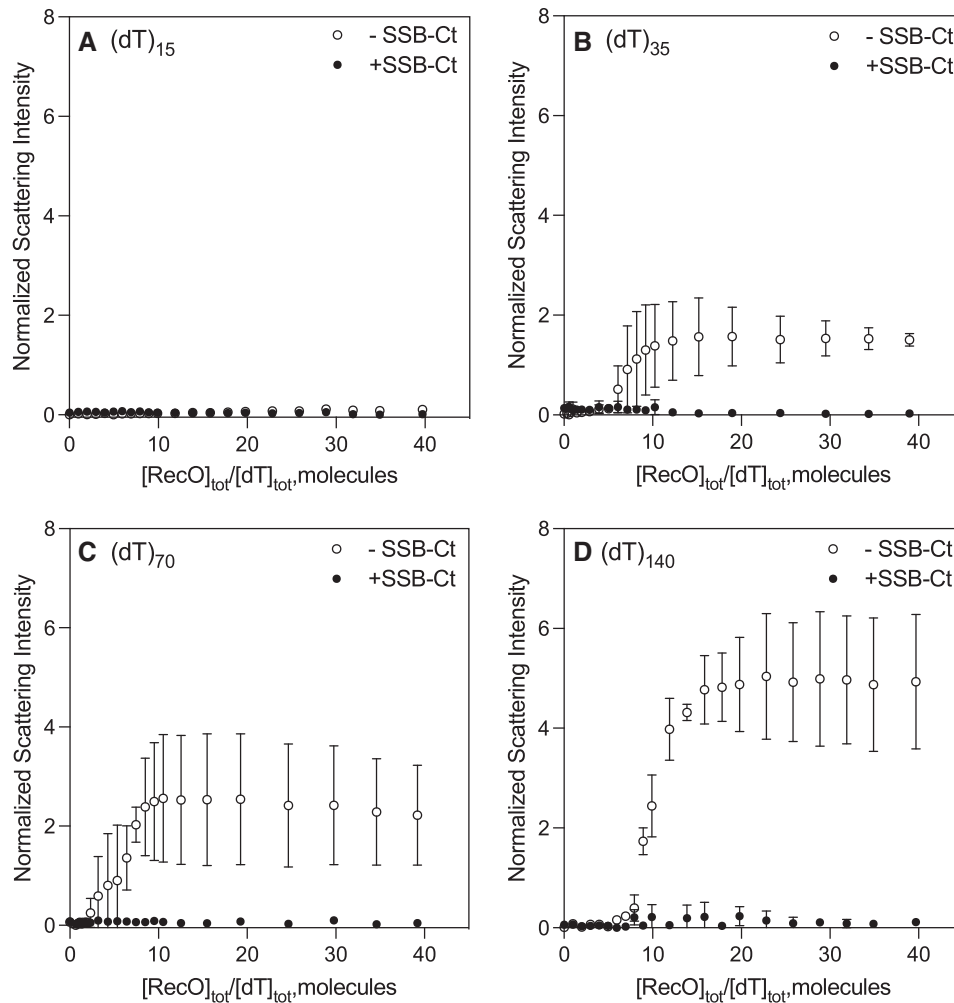 A (dT)15
- SSB-Ct
+SSB-Ct
Normalized Scattering Intensity
8
6
4
2
0
0 10 20 30 40
[RecO]tot/[dT]tot,molecules
B (dT)35
- SSB-Ct
+SSB-Ct
Normalized Scattering Intensity
8
6
4
2
0
0 10 20 30 40
[RecO]tot/[dT]tot,molecules
C (dT)70
- SSB-Ct
+SSB-Ct
Normalized Scattering Intensity
8
6
4
2
0
0 10 20 30 40
[RecO]tot/[dT]tot,molecules
D (dT)140
- SSB-Ct
+SSB-Ct
Normalized Scattering Intensity
8
6
4
2
0
0 10 20 30 40
[RecO]tot/[dT]tot,molecules